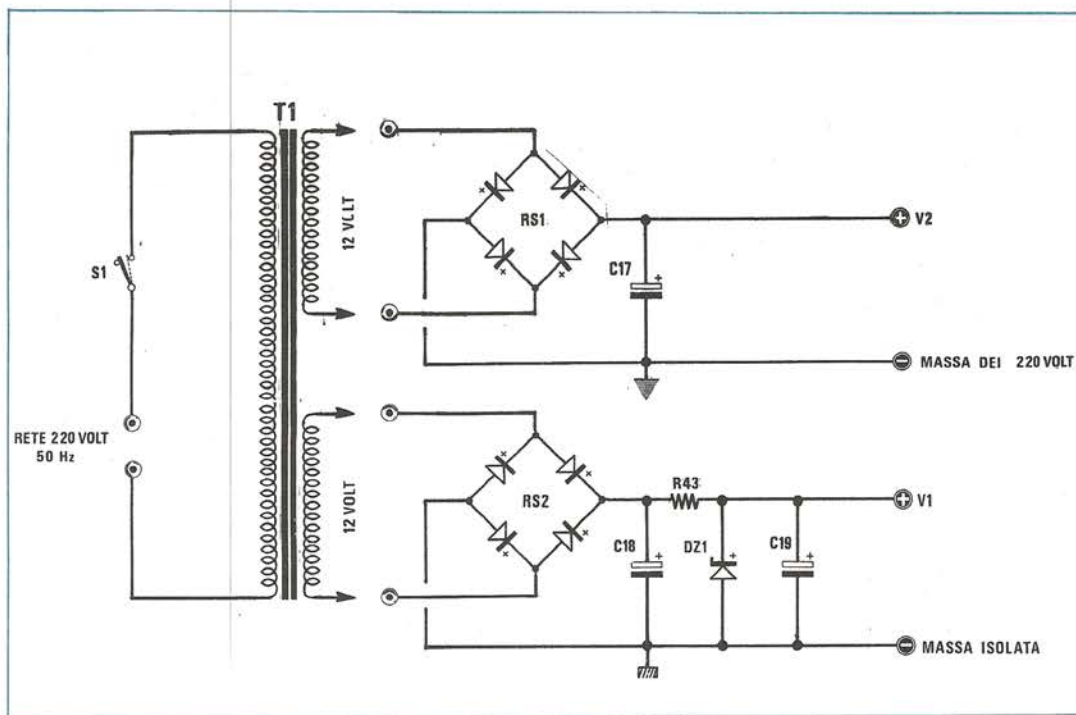 T1
12 VLLT
RS1
C17
+
V2
S1
MASSA DEI 220 VOLT
RETE 220 VOLT
50 Hz
12 VOLT
RS2
C18
+
R43
DZ1
+
C19
+
V1
MASSA ISOLATA